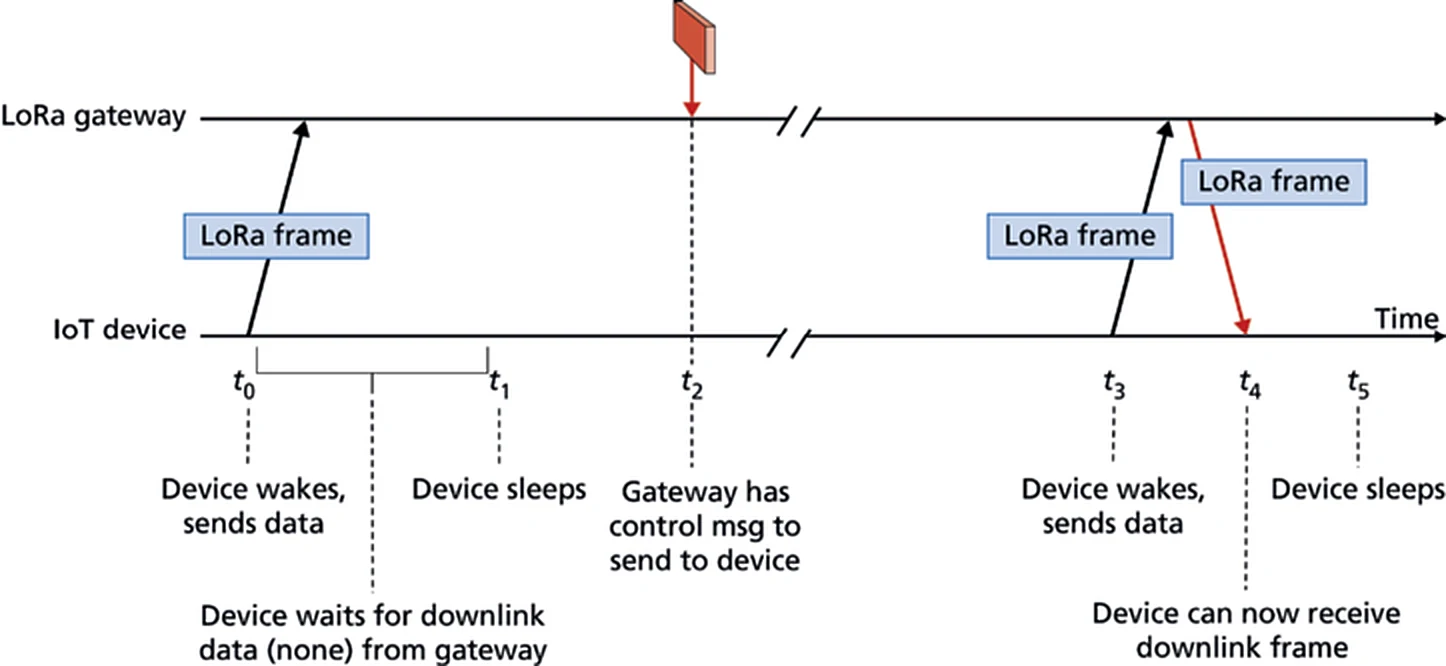 LoRa gateway
LoRa frame
LoRa frame
LoRa frame
IoT device
Time
t0
t1
t2
t3
t4
t5
Device wakes,
sends data
Device sleeps
Gateway has
control msg to
send to device
Device wakes,
sends data
Device sleeps
Device waits for downlink
data (none) from gateway
Device can now receive
downlink frame